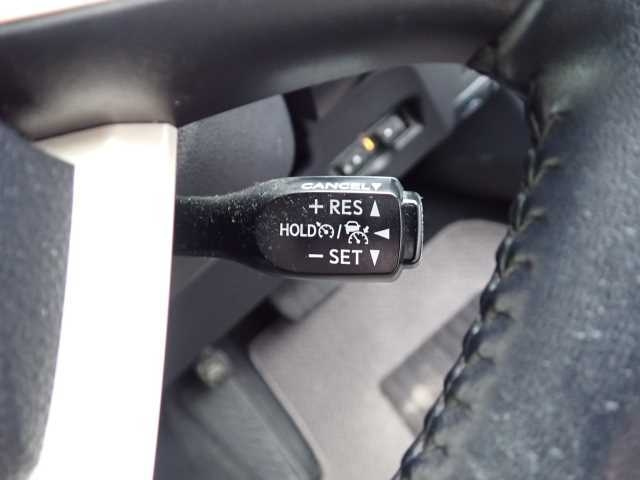 CANCEL▼
+ RES ▲
HOLD / ◀
− SET ▼